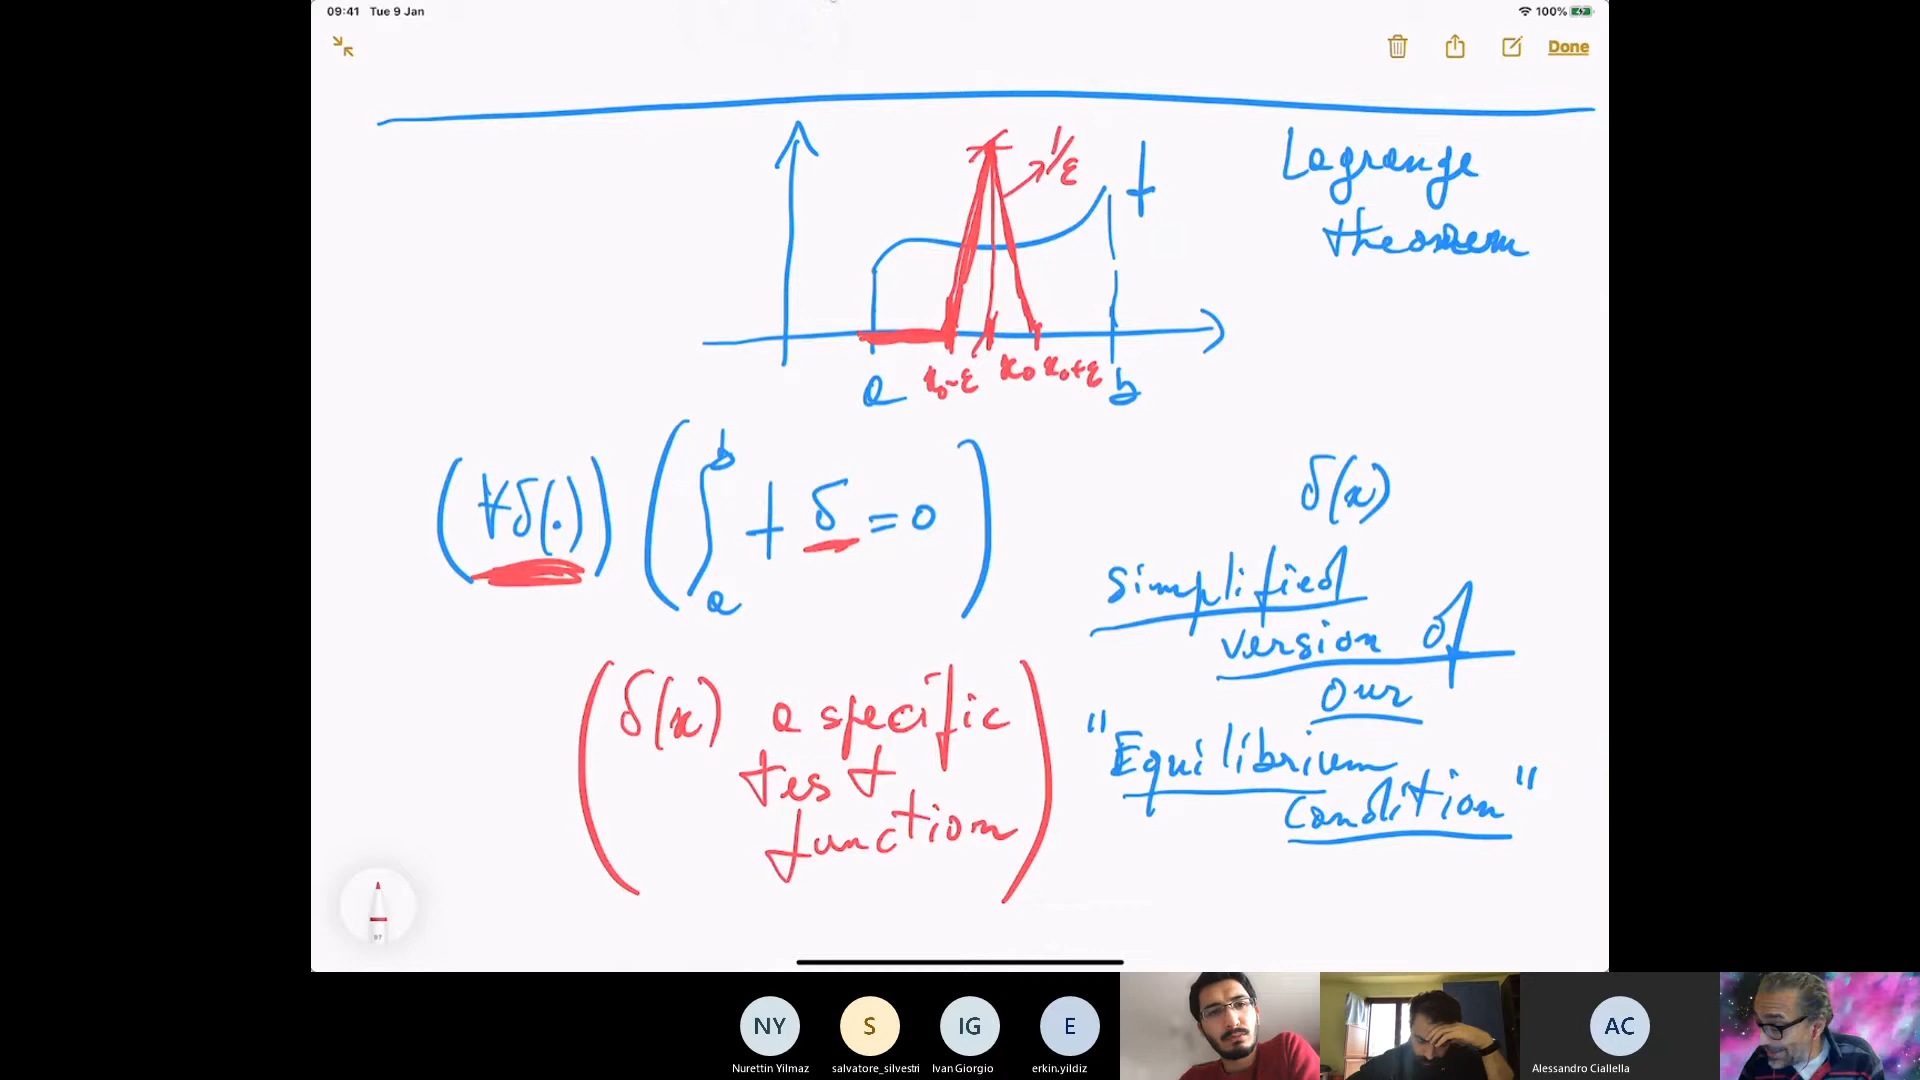 09:41 Tue 9 Jan
100%
Done
Lagrange
theorem
1/ε
f
a x₀-ε x₀ x₀+ε b
(∀δ(·)) (∫ₐᵇ f δ = 0)
δ(x)
simplified
version of
our
"Equilibrium
condition"
(δ(x) a specific
test
function)
97
NY
S
IG
E
AC
Nurettin Yilmaz
salvatore_silvestri
Ivan Giorgio
erkin.yildiz
Alessandro Ciallella